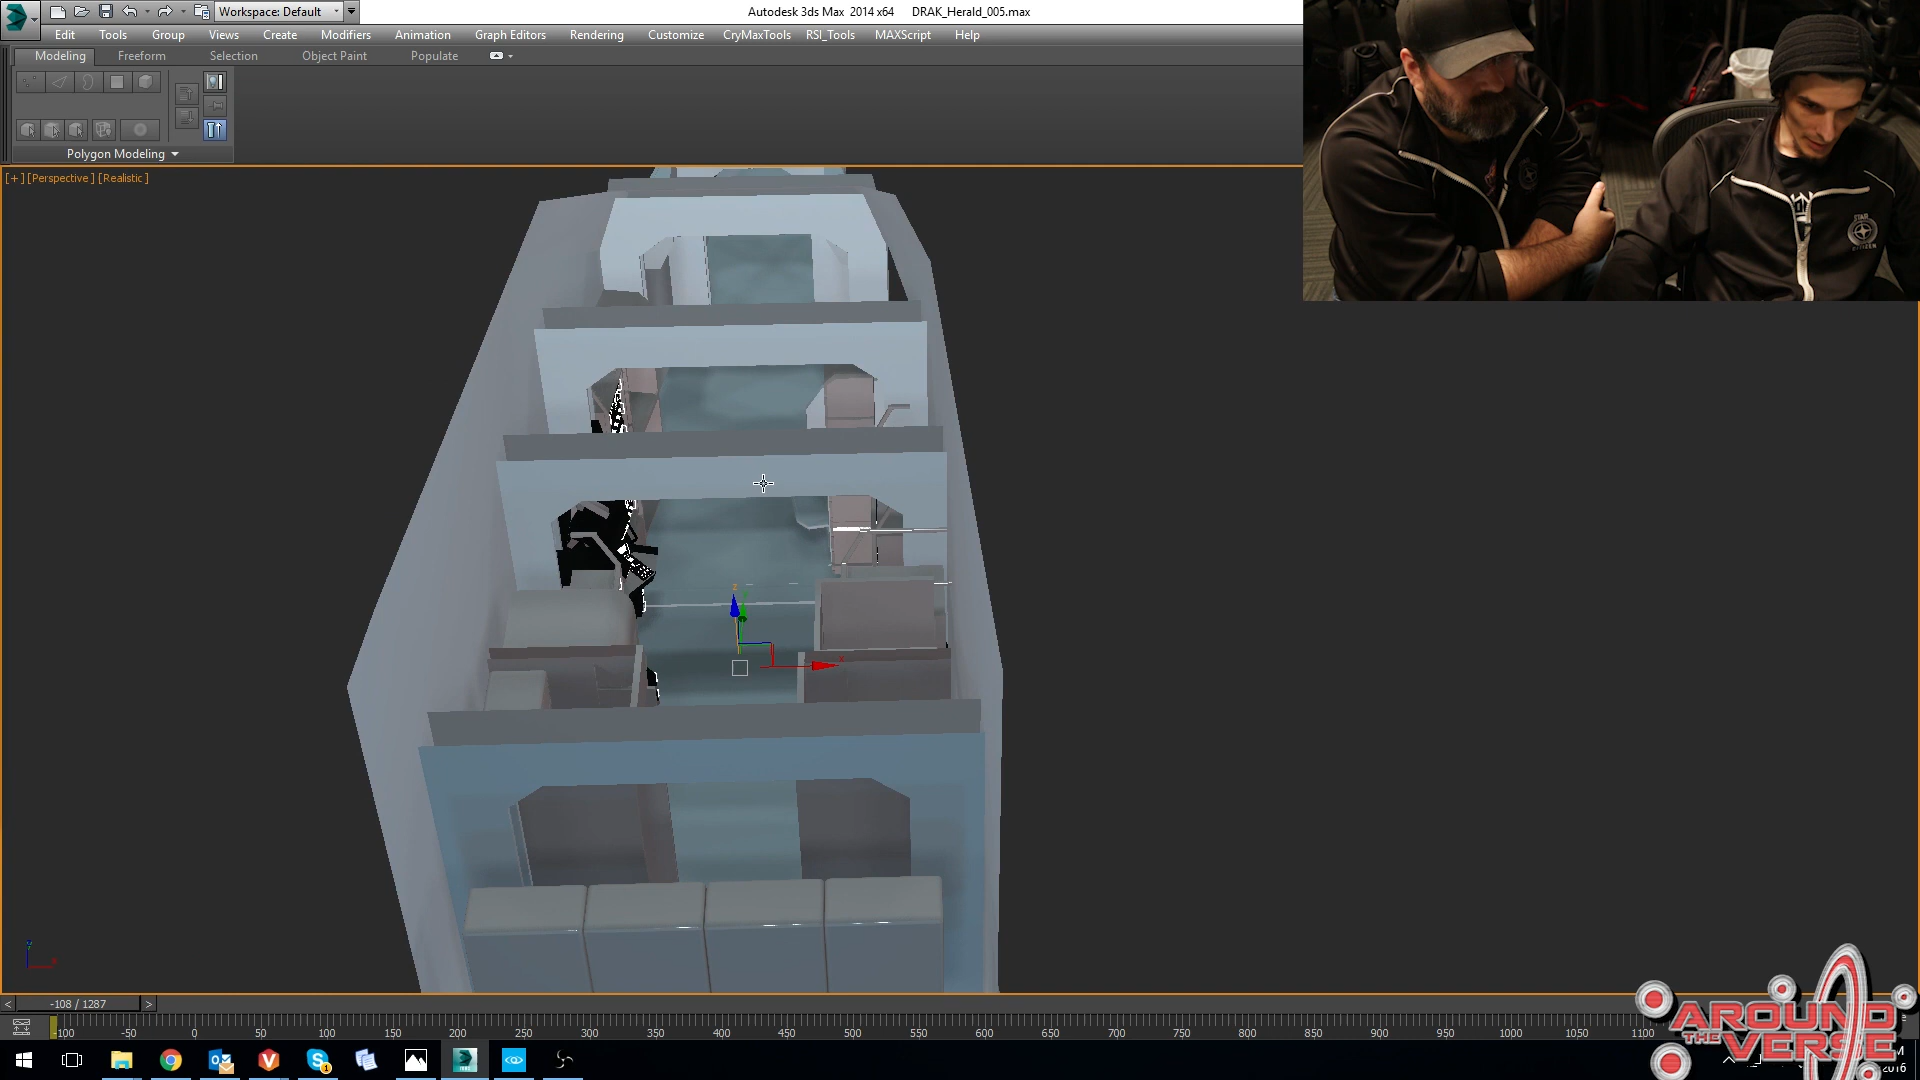 Workspace: Default
Autodesk 3ds Max 2014 x64 DRAK_Herald_005.max
Edit Tools Group Views Create Modifiers Animation Graph Editors Rendering Customize CryMaxTools RSI_Tools MAXScript Help
Modeling Freeform Selection Object Paint Populate
Polygon Modeling
[+] [Perspective] [Realistic]
STAR
CITIZEN
< -108 / 1287 >
-100 -50 0 50 100 150 200 250 300 350 400 450 500 550 600 650 700 750 800 850 900 950 1000 1050 1100
AROUND
THE VERSE